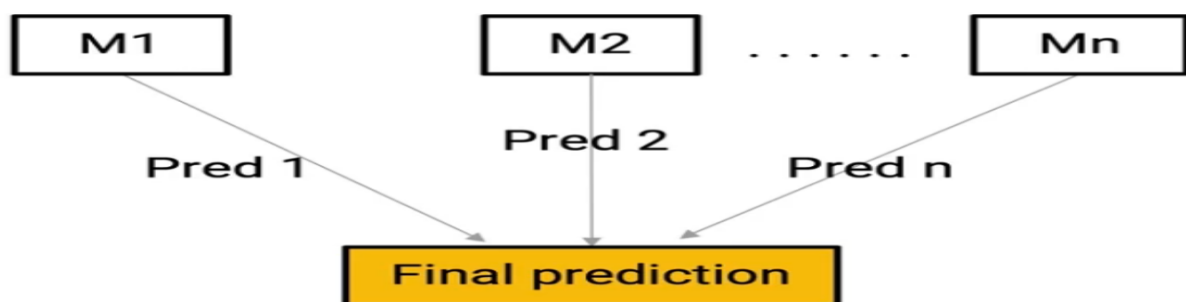 M1
M2
......
Mn
Pred 1
Pred 2
Pred n
Final prediction